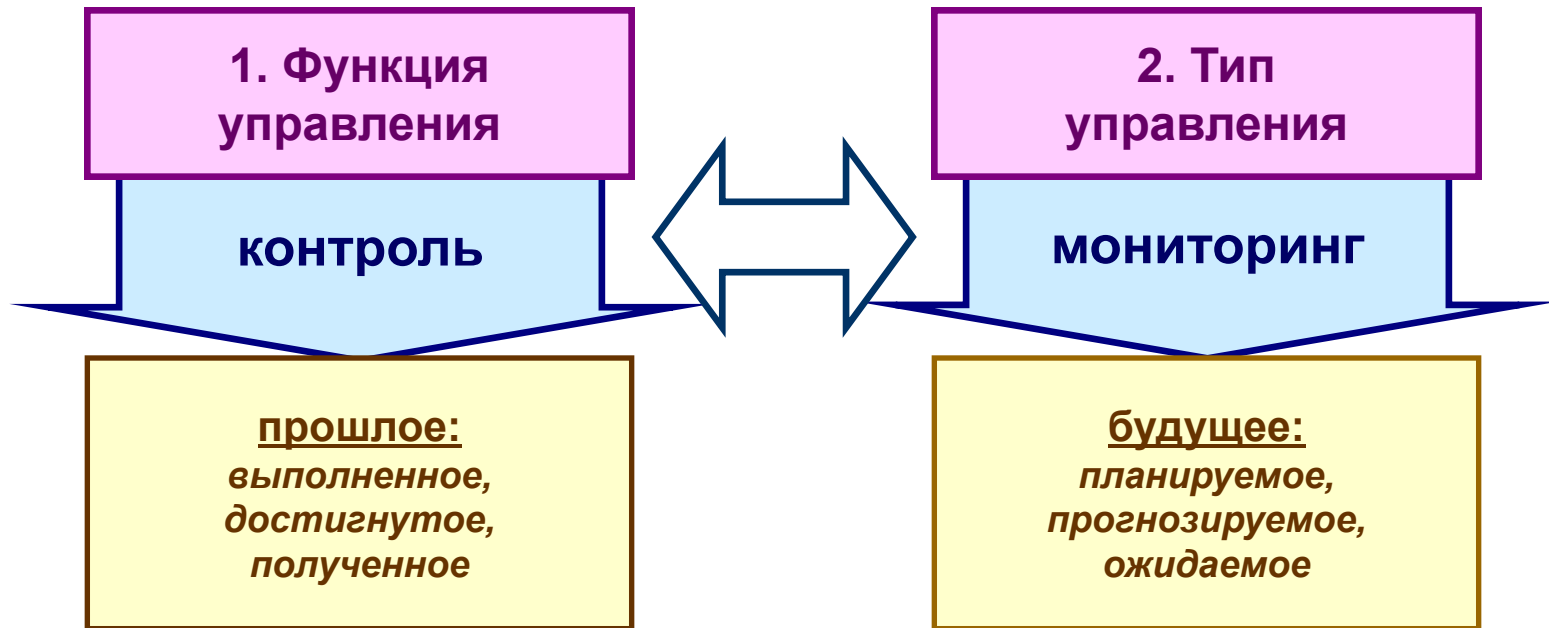 1. Функция
управления
контроль
прошлое:
выполненное,
достигнутое,
полученное
2. Тип
управления
мониторинг
будущее:
планируемое,
прогнозируемое,
ожидаемое